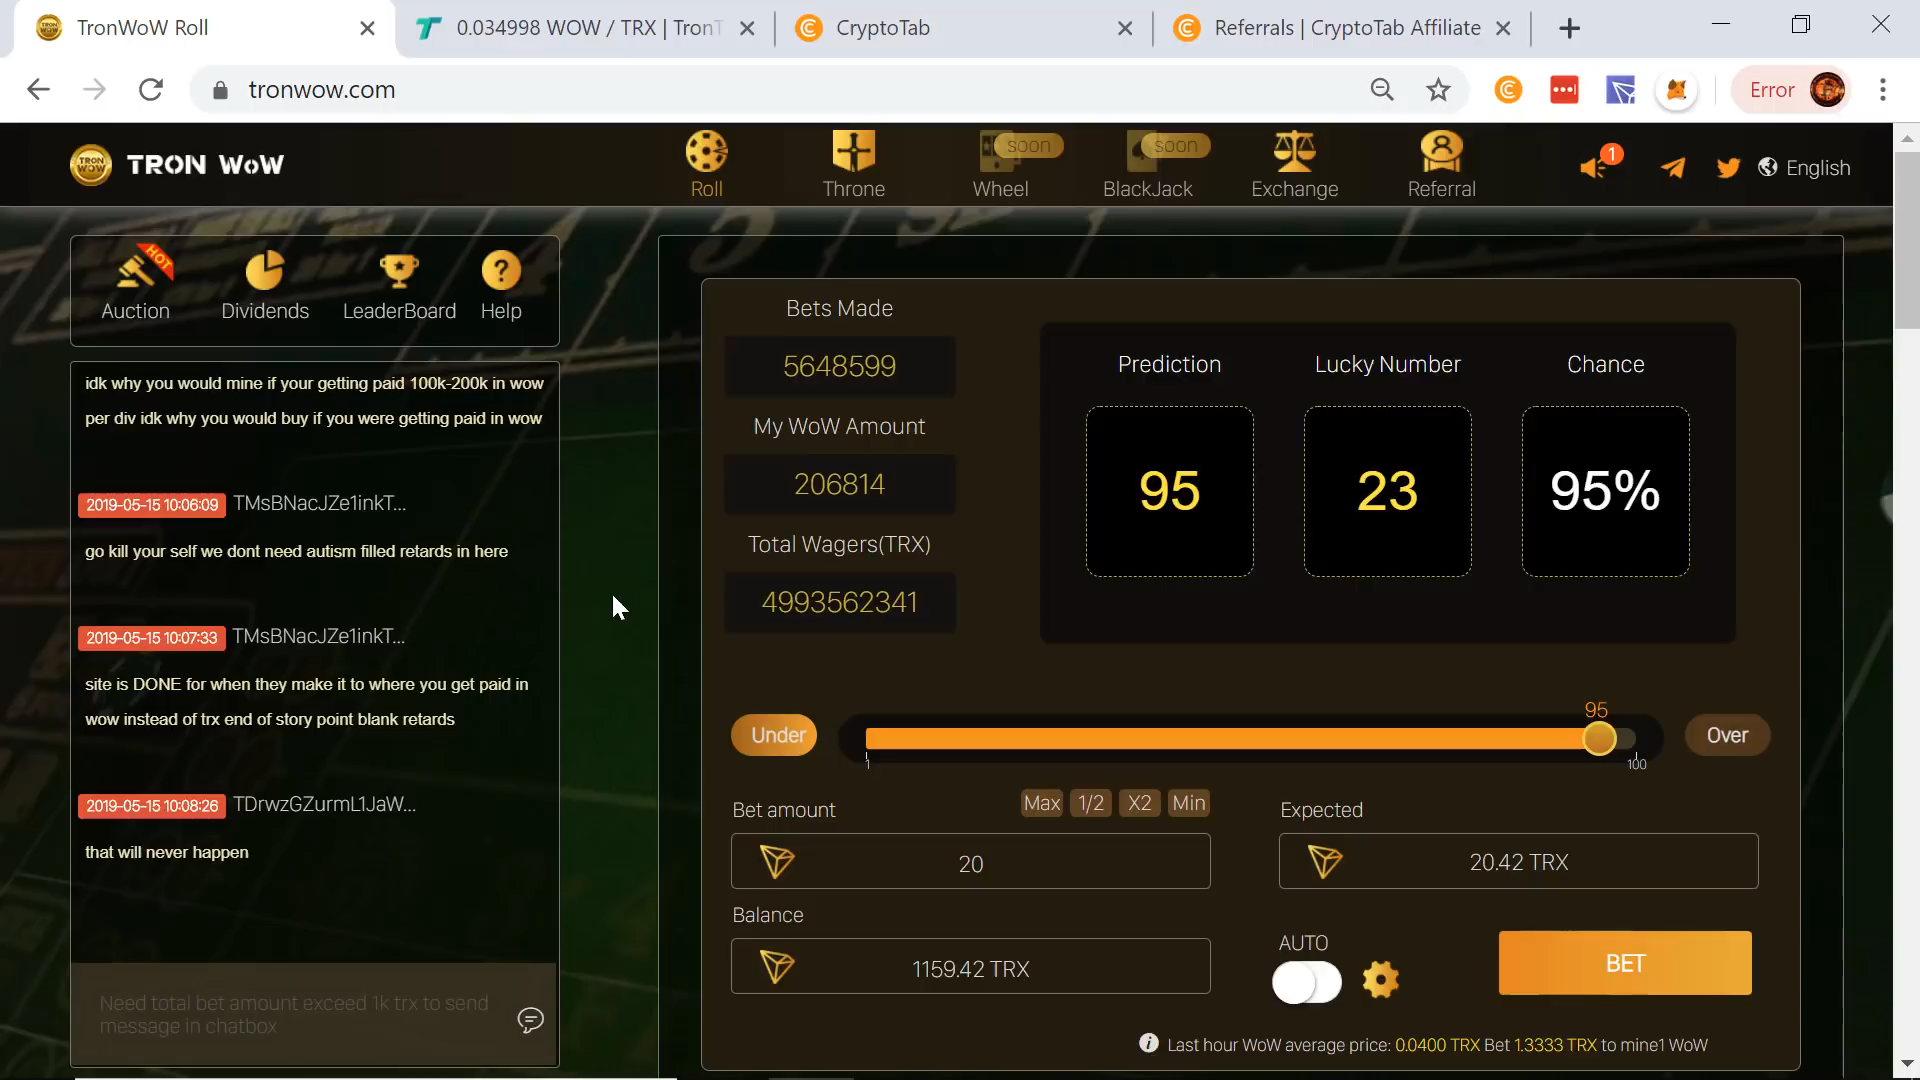 TronWoW Roll
0.034998 WOW / TRX | TronT
CryptoTab
Referrals | CryptoTab Affiliate
tronwow.com
Error
TRON WOW
TRON WoW
Roll
Throne
soon
Wheel
soon
BlackJack
Exchange
Referral
1
English
HOT
Auction
Dividends
LeaderBoard
Help
idk why you would mine if your getting paid 100k-200k in wow
per div idk why you would buy if you were getting paid in wow
2019-05-15 10:06:09 TMsBNacJZe1inkT...
go kill your self we dont need autism filled retards in here
2019-05-15 10:07:33 TMsBNacJZe1inkT...
site is DONE for when they make it to where you get paid in
wow instead of trx end of story point blank retards
2019-05-15 10:08:26 TDrwzGZurmL1JaW...
that will never happen
Need total bet amount exceed 1k trx to send
message in chatbox
Bets Made
5648599
My WoW Amount
206814
Total Wagers(TRX)
4993562341
Prediction
Lucky Number
Chance
95
23
95%
Under
95
Over
1
100
Bet amount
Max
1/2
X2
Min
Expected
20
20.42 TRX
Balance
1159.42 TRX
AUTO
BET
Last hour WoW average price: 0.0400 TRX Bet 1.3333 TRX to mine1 WoW